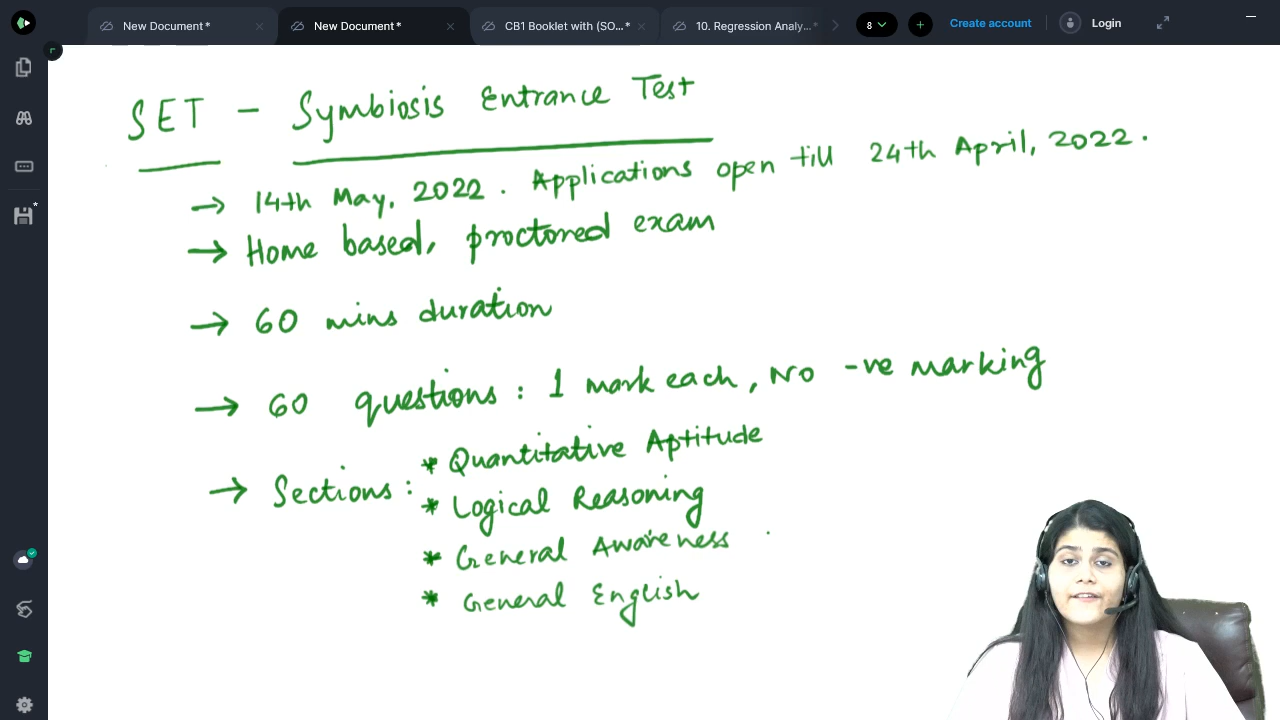 New Document*
New Document*
CB1 Booklet with (SO...*
10. Regression Analy...*
8
Create account
Login
SET - Symbiosis Entrance Test
→ 14th May, 2022. Applications open till 24th April, 2022.
→ Home based, proctored exam
→ 60 mins duration
→ 60 questions : 1 mark each, No -ve marking
→ Sections : * Quantitative Aptitude
* Logical Reasoning
* General Awareness
* General English